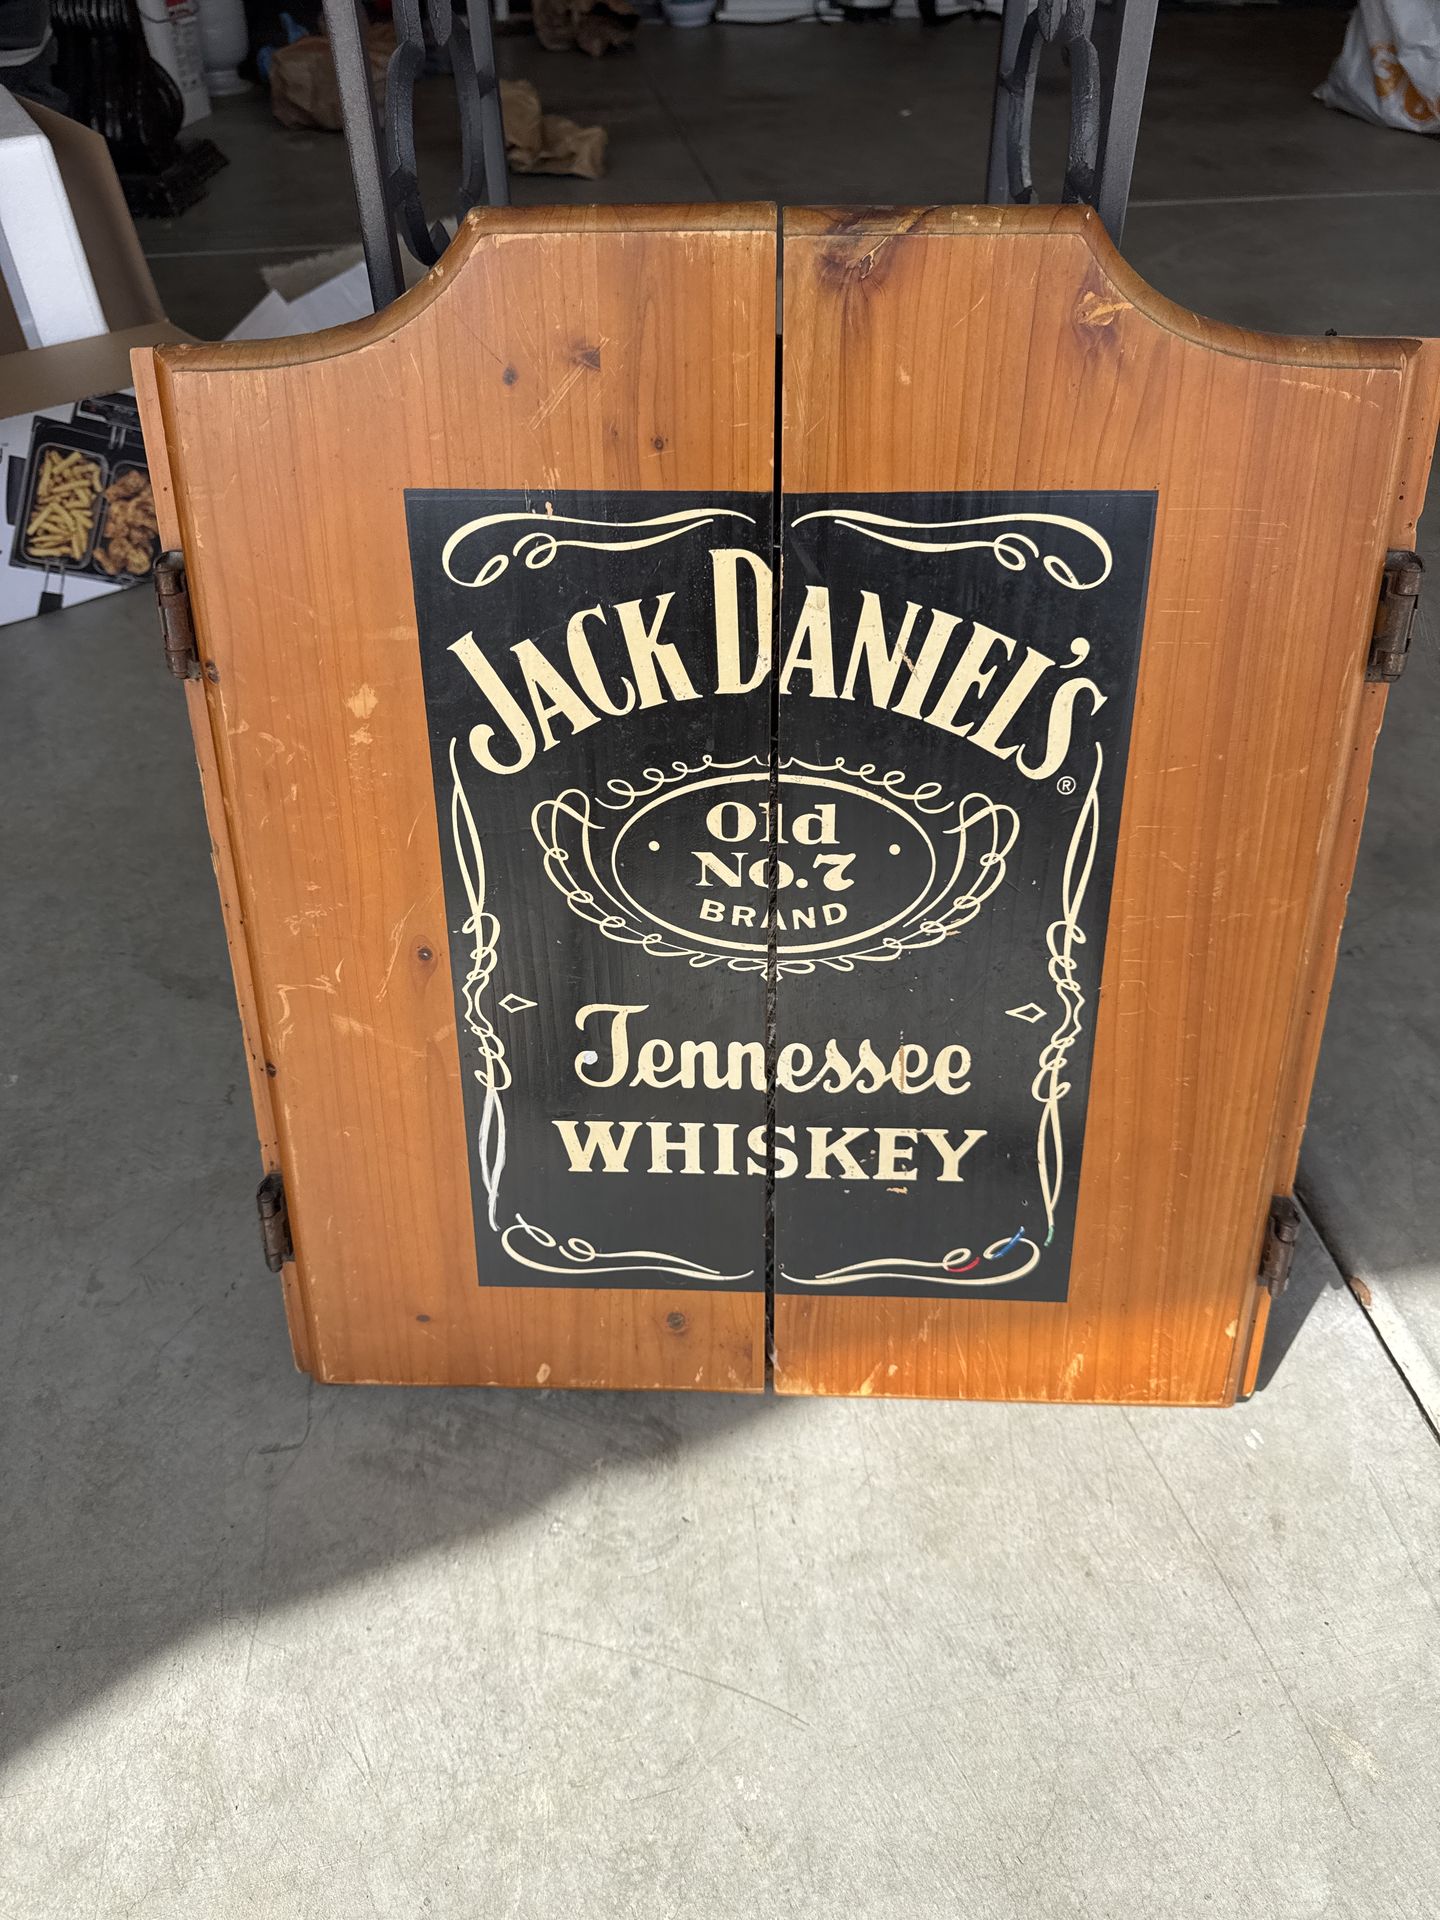 JACK DANIEL'S
®
Old
No.7
BRAND
Tennessee
WHISKEY